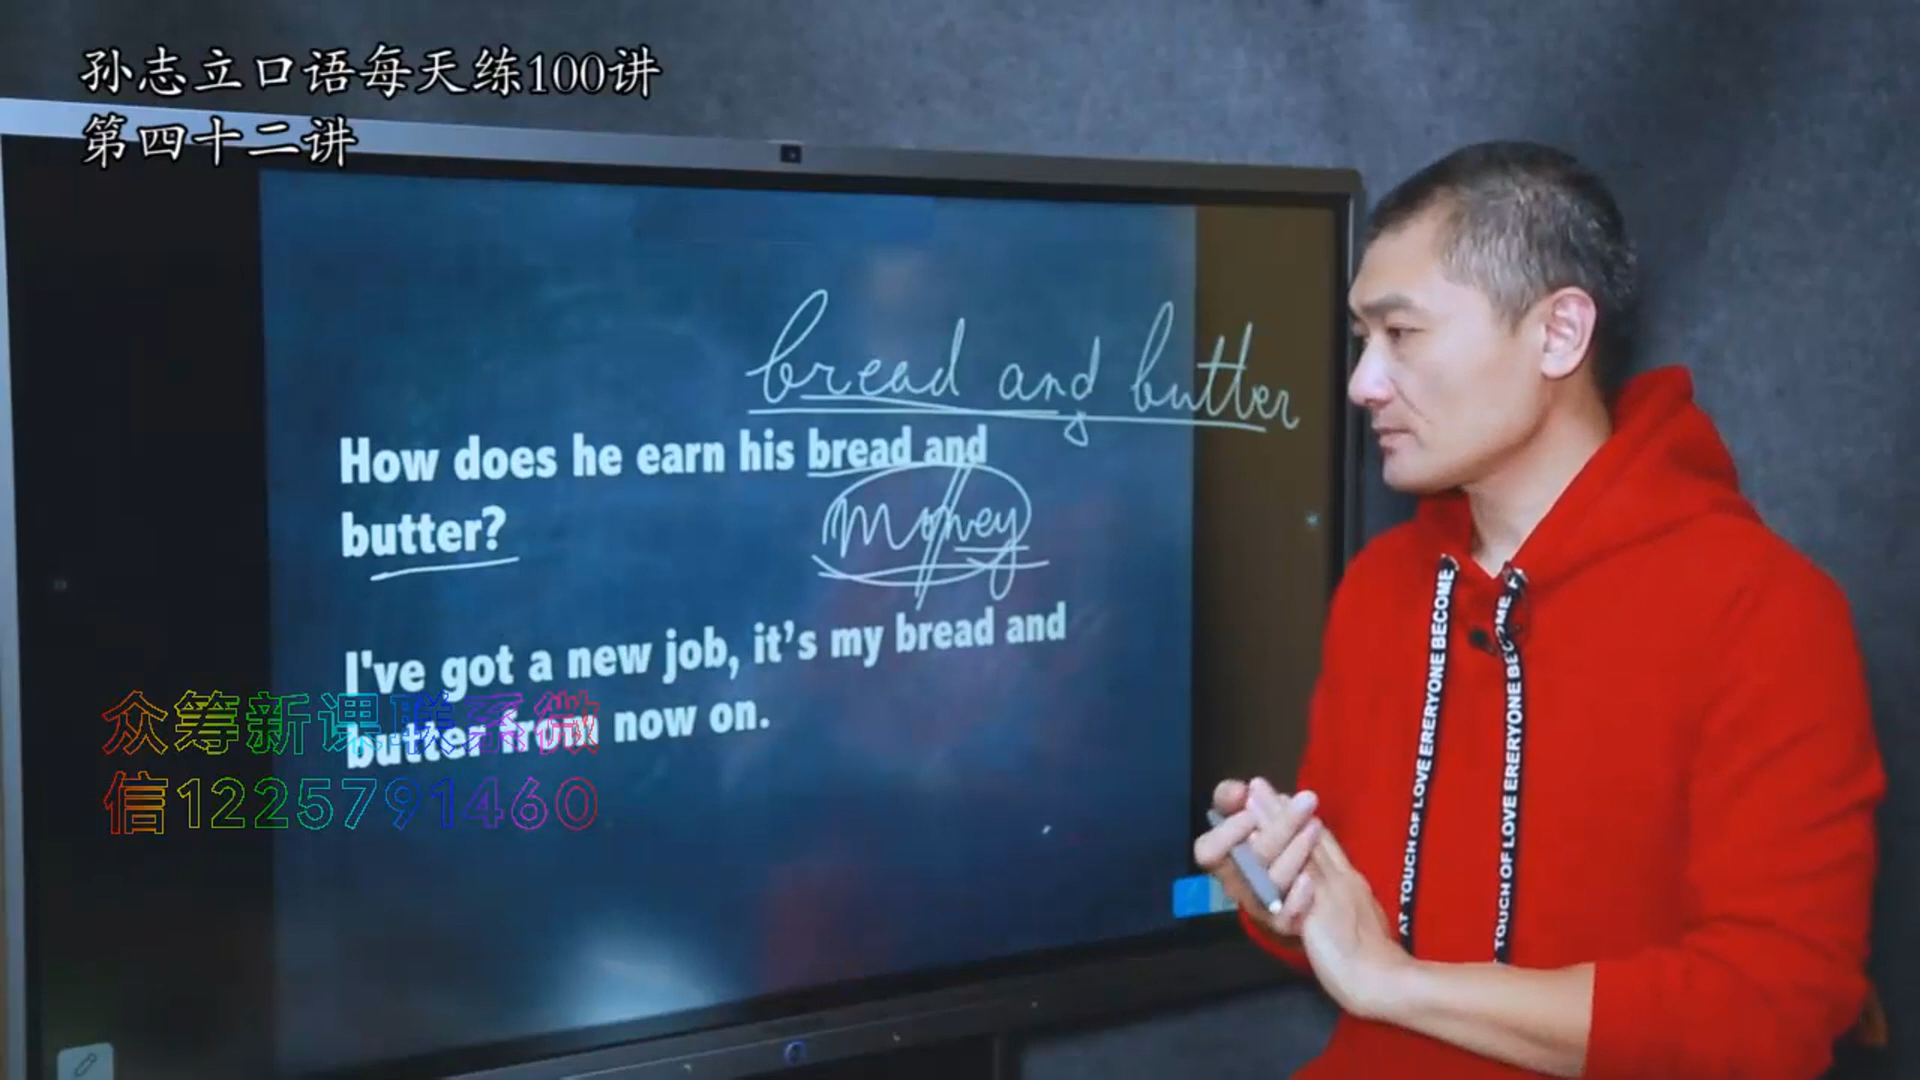 孙志立口语每天练100讲
第四十二讲
bread and butter
How does he earn his bread and
butter?
money
I've got a new job, it's my bread and
butter from now on.
众筹新课联系微
信1225791460
AT TOUCH OF LOVE ERERYONE BECOME
TOUCH OF LOVE ERERYONE BECOME